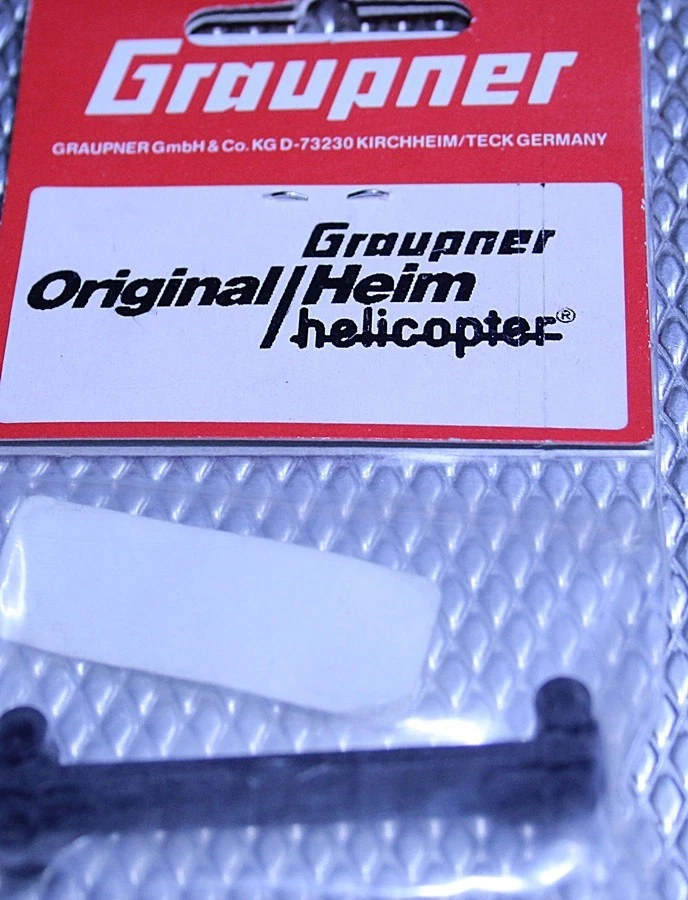 Graupner
GRAUPNER GmbH & Co. KG D-73230 KIRCHHEIM/TECK GERMANY
Graupner
Original/Heim
helicopter®